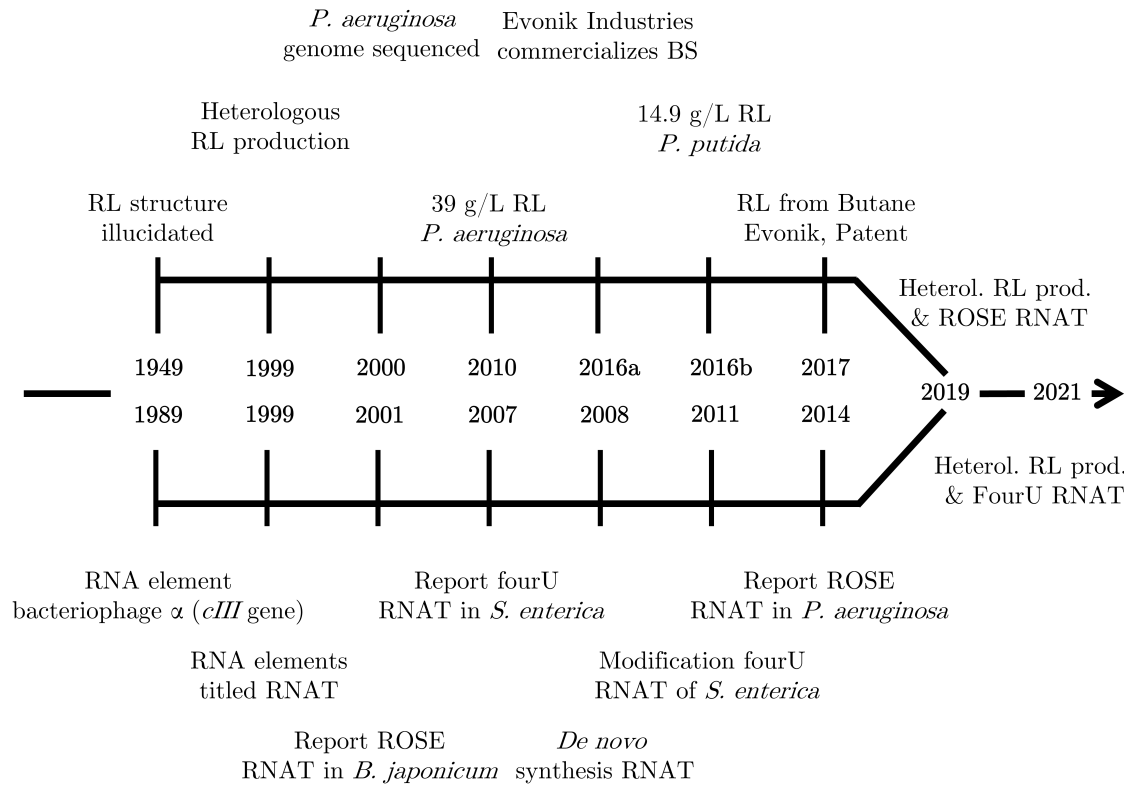 P. aeruginosa
genome sequenced
Evonik Industries
commercializes BS
Heterologous
RL production
14.9 g/L RL
P. putida
RL structure
illucidated
39 g/L RL
P. aeruginosa
RL from Butane
Evonik, Patent
Heterol. RL prod.
& ROSE RNAT
1949 1999 2000 2010 2016a 2016b 2017
2019 2021
1989 1999 2001 2007 2008 2011 2014
Heterol. RL prod.
& FourU RNAT
RNA element
bacteriophage α (cIII gene)
Report fourU
RNAT in S. enterica
Report ROSE
RNAT in P. aeruginosa
RNA elements
titled RNAT
Modification fourU
RNAT of S. enterica
Report ROSE
RNAT in B. japonicum
De novo
synthesis RNAT